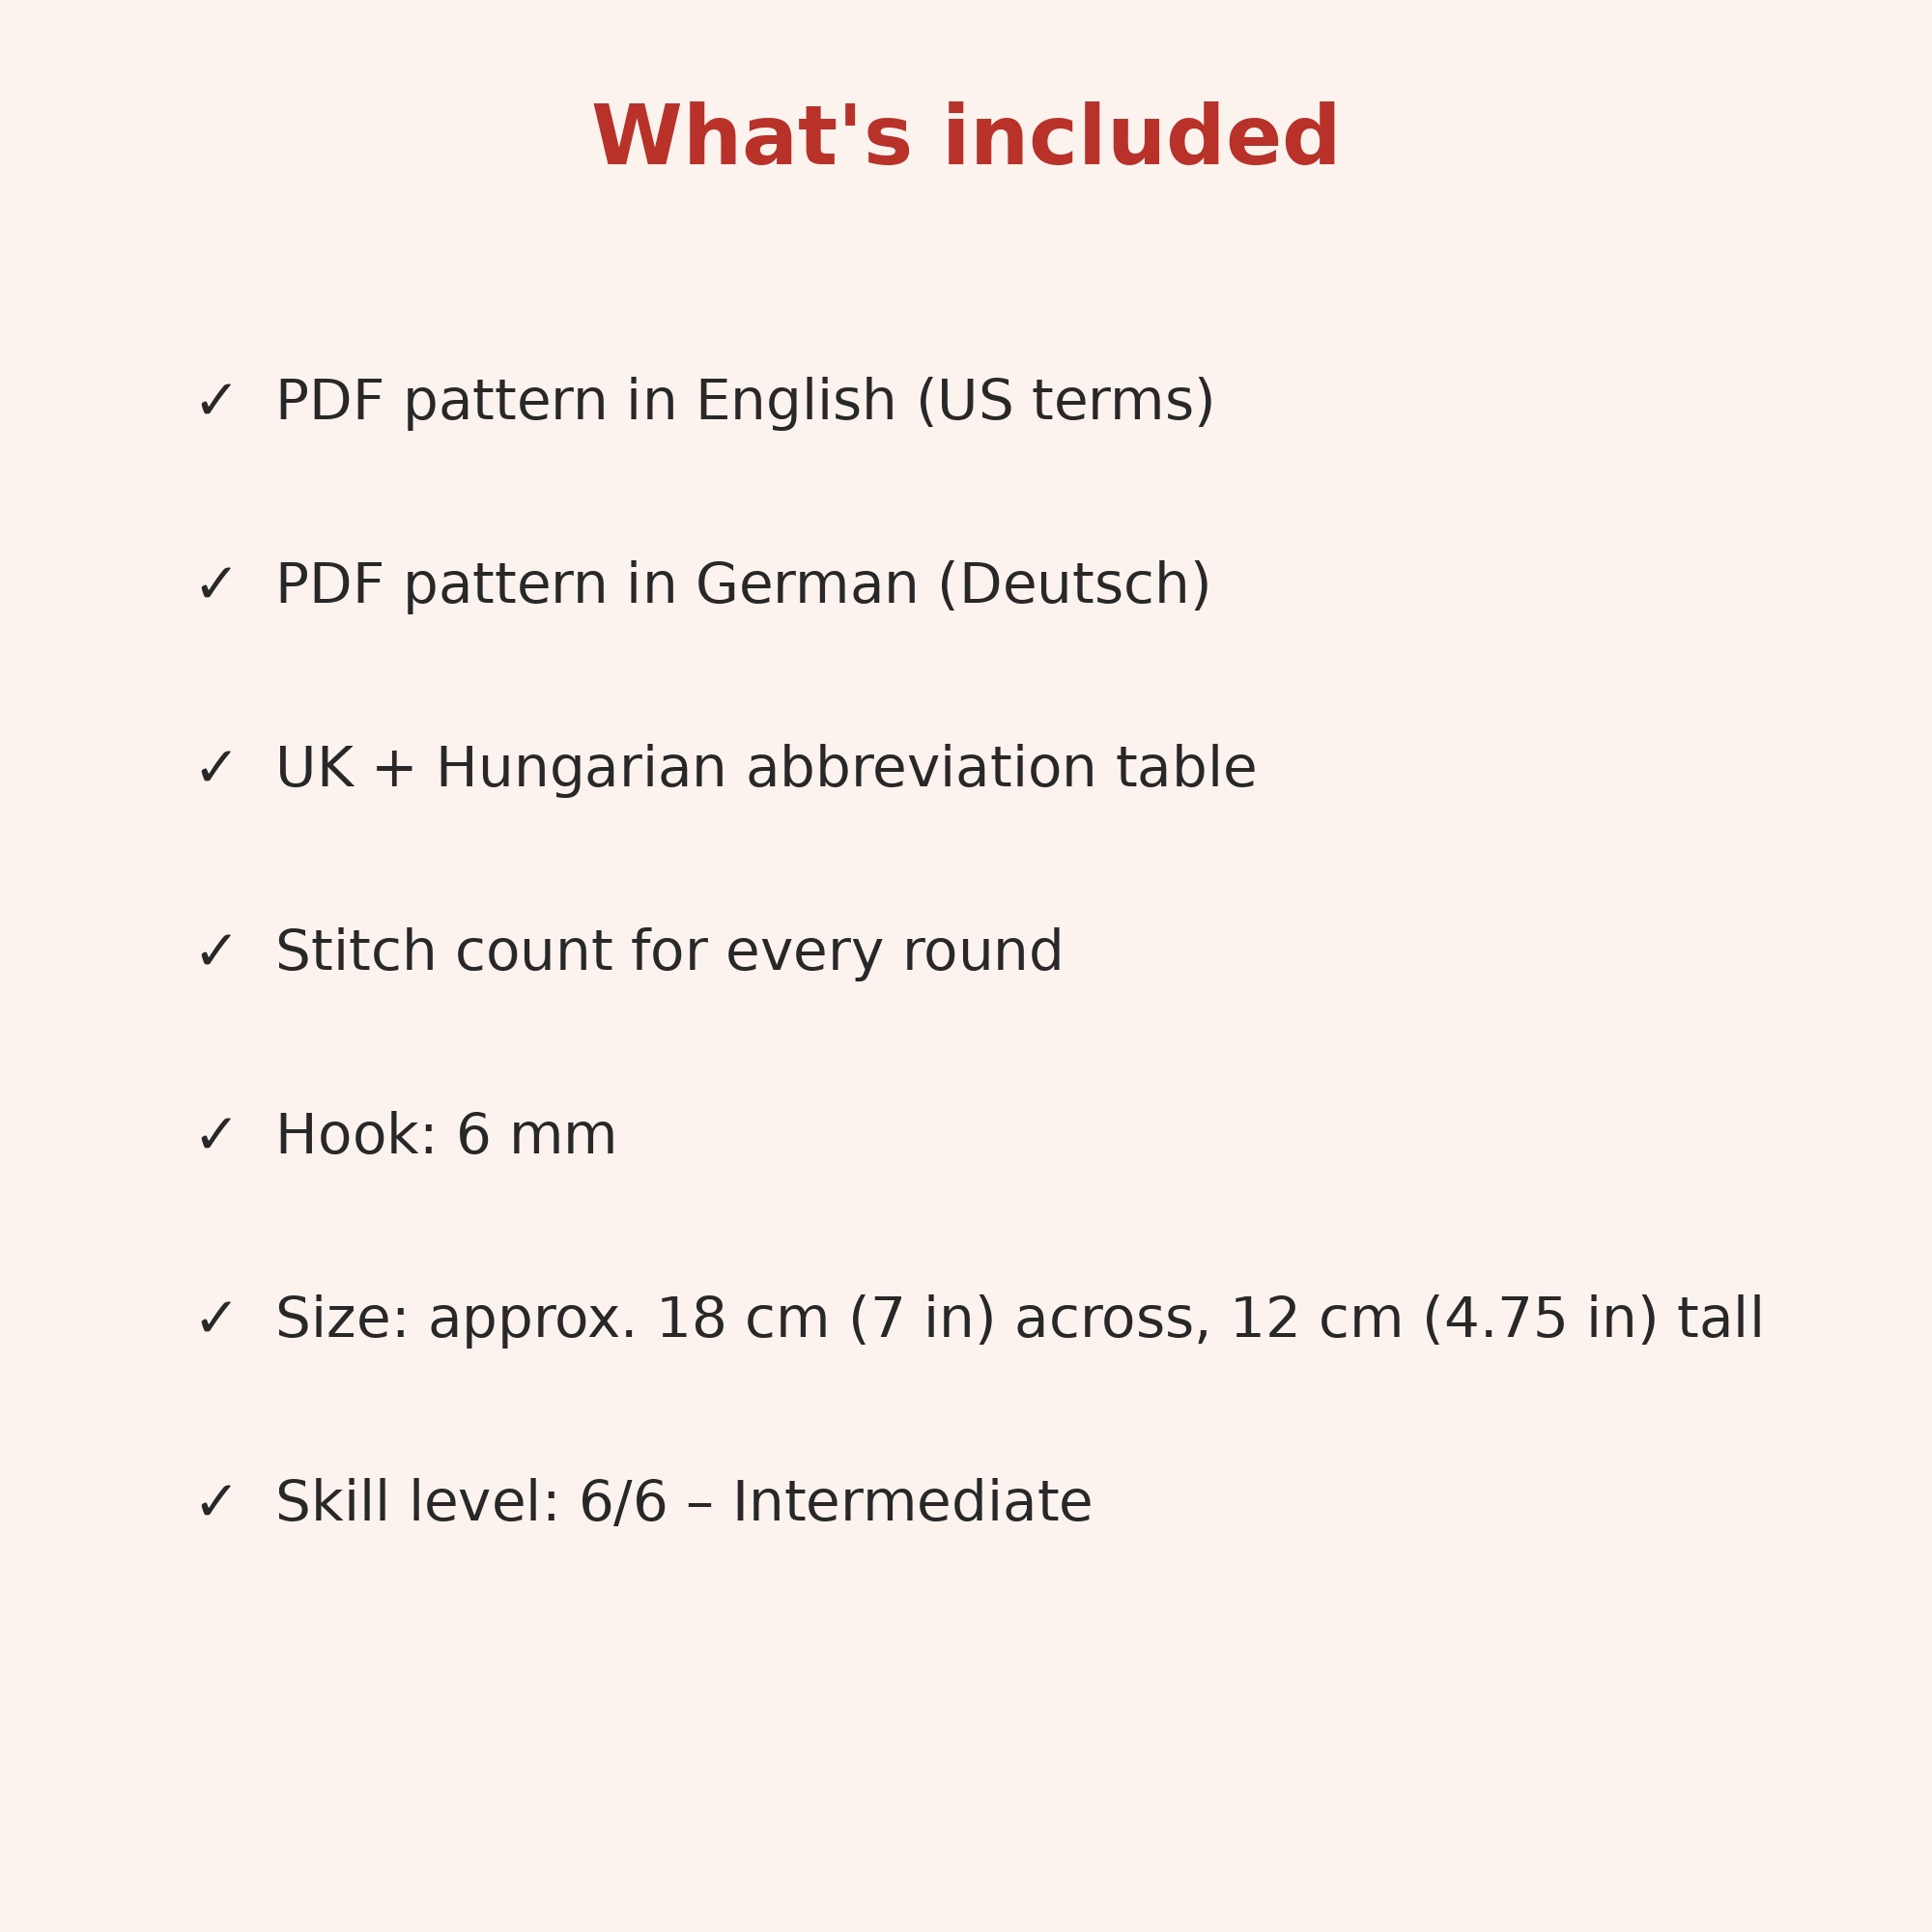 What's included
✓ PDF pattern in English (US terms)
✓ PDF pattern in German (Deutsch)
✓ UK + Hungarian abbreviation table
✓ Stitch count for every round
✓ Hook: 6 mm
✓ Size: approx. 18 cm (7 in) across, 12 cm (4.75 in) tall
✓ Skill level: 6/6 – Intermediate